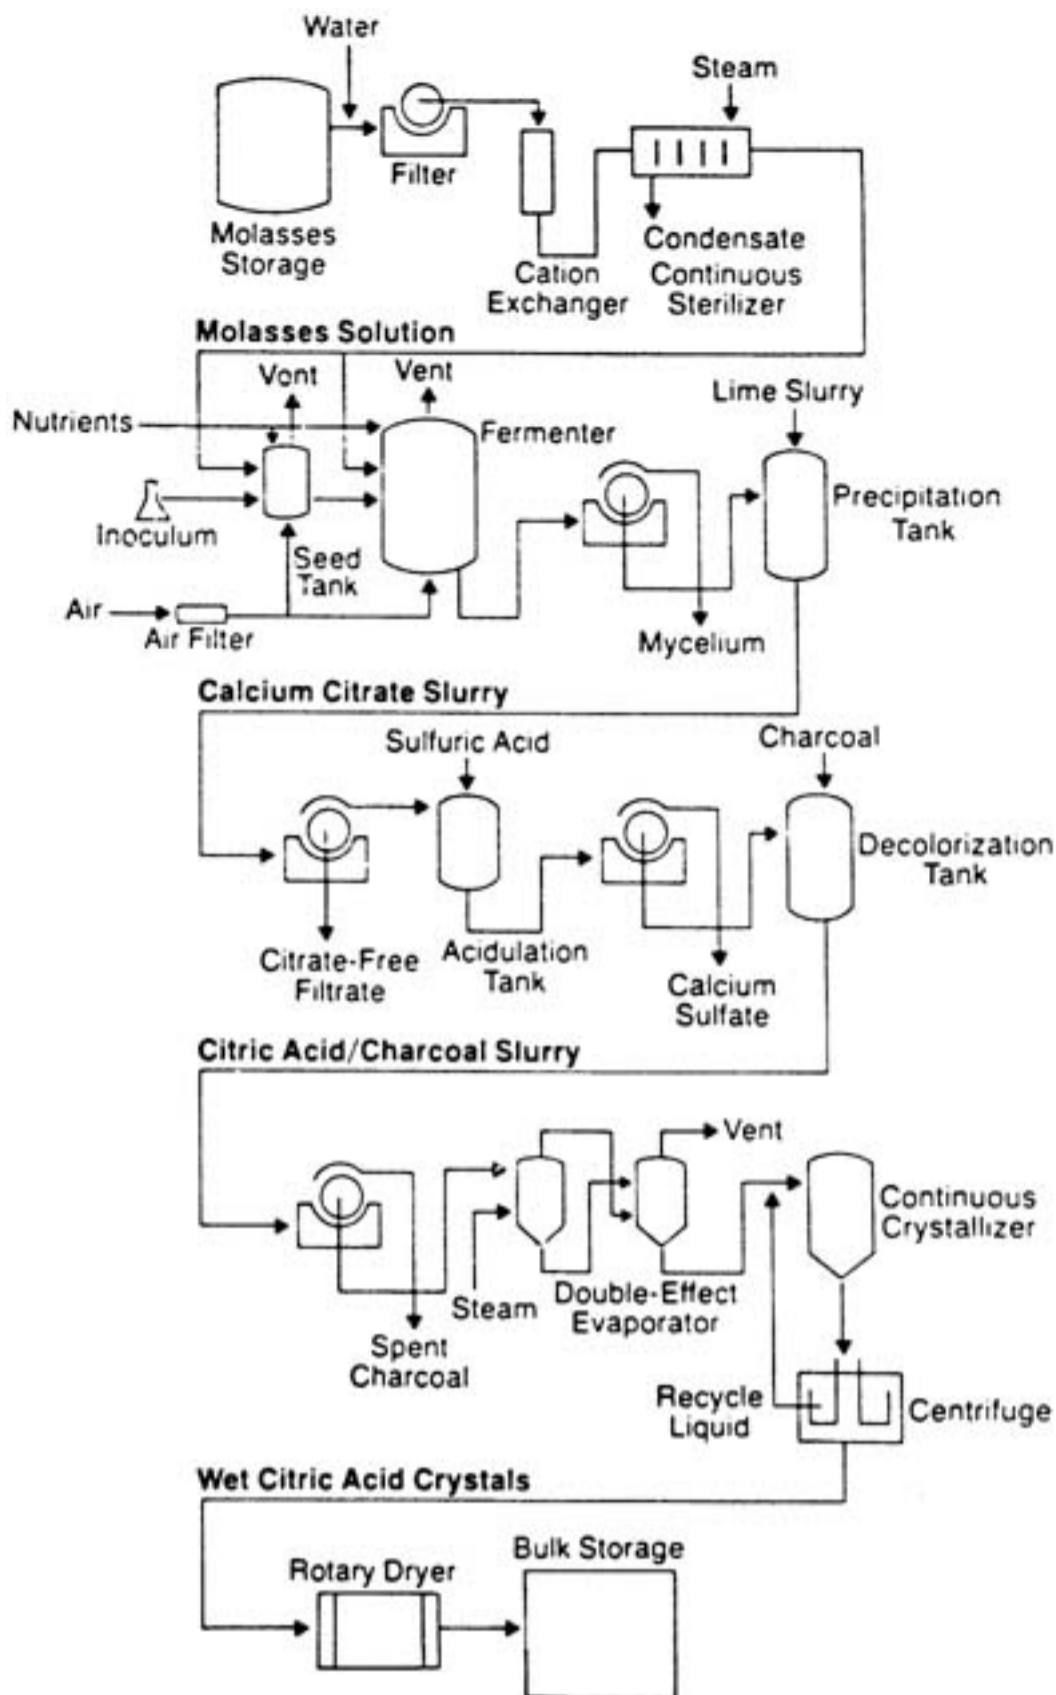 Water
Steam
Filter
Molasses
Storage
Condensate
Cation
Exchanger
Continuous
Sterilizer
Molasses Solution
Vent
Vent
Lime Slurry
Nutrients
Fermenter
Precipitation
Tank
Inoculum
Seed
Tank
Air
Air Filter
Mycelium
Calcium Citrate Slurry
Sulfuric Acid
Charcoal
Decolorization
Tank
Citrate-Free
Filtrate
Acidulation
Tank
Calcium
Sulfate
Citric Acid/Charcoal Slurry
Vent
Continuous
Crystallizer
Steam
Double-Effect
Evaporator
Spent
Charcoal
Recycle
Liquid
Centrifuge
Wet Citric Acid Crystals
Rotary Dryer
Bulk Storage